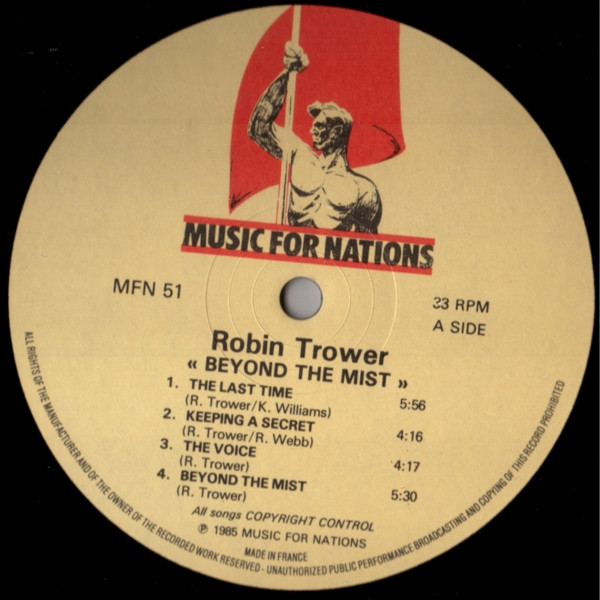 MUSIC FOR NATIONS
MFN 51
33 RPM
A SIDE
Robin Trower
« BEYOND THE MIST »
1. THE LAST TIME 5:56
(R. Trower/K. Williams)
2. KEEPING A SECRET 4:16
(R. Trower/R. Webb)
3. THE VOICE 4:17
(R. Trower)
4. BEYOND THE MIST 5:30
(R. Trower)
All songs COPYRIGHT CONTROL
℗ 1985 MUSIC FOR NATIONS
MADE IN FRANCE
ALL RIGHTS OF THE MANUFACTURER AND OF THE OWNER OF THE RECORDED WORK RESERVED - UNAUTHORIZED PUBLIC PERFORMANCE BROADCASTING AND COPYING OF THIS RECORD PROHIBITED